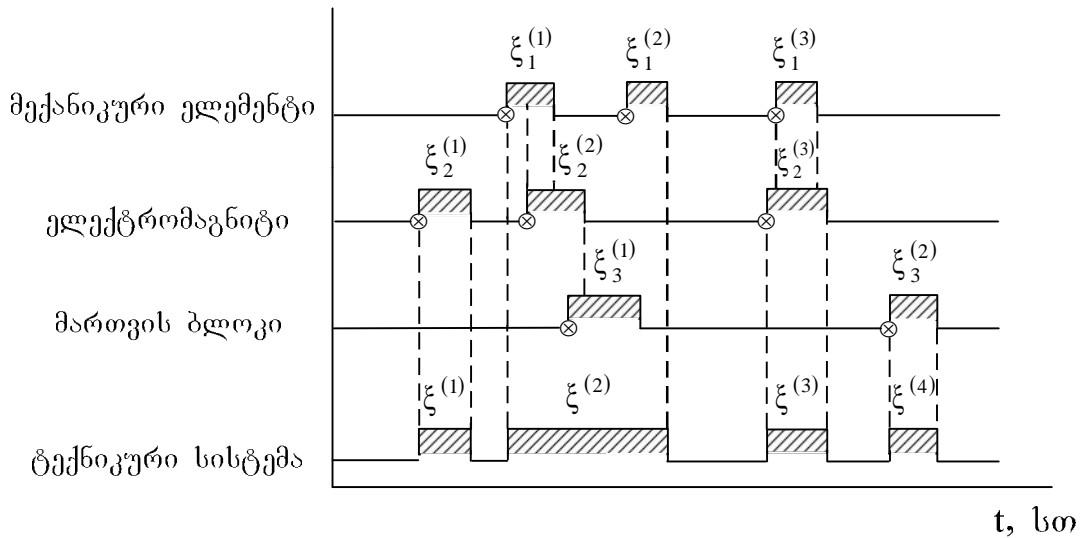 ξ₁⁽¹⁾ ξ₁⁽²⁾ ξ₁⁽³⁾
მექანიკური ელემენტი
ξ₂⁽¹⁾ ξ₂⁽²⁾ ξ₂⁽³⁾
ელექტრომაგნიტი
ξ₃⁽¹⁾ ξ₃⁽²⁾
მართვის ბლოკი
ξ⁽¹⁾ ξ⁽²⁾ ξ⁽³⁾ ξ⁽⁴⁾
ტექნიკური სისტემა
t, სთ